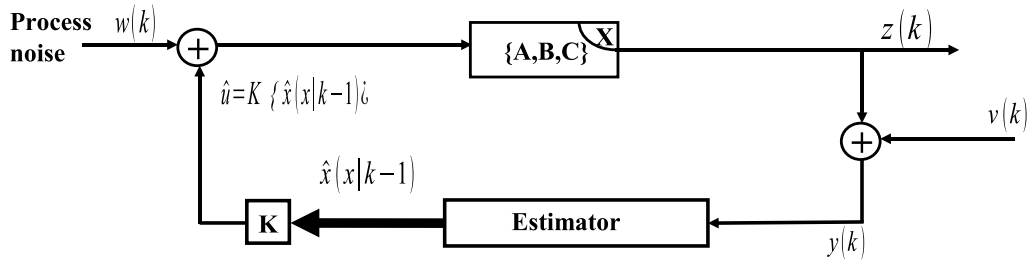 Process
noise
w(k)
+
{A,B,C}
X
z(k)
û=K {x̂(x|k−1)¿
+
v(k)
x̂(x|k−1)
K
Estimator
y(k)